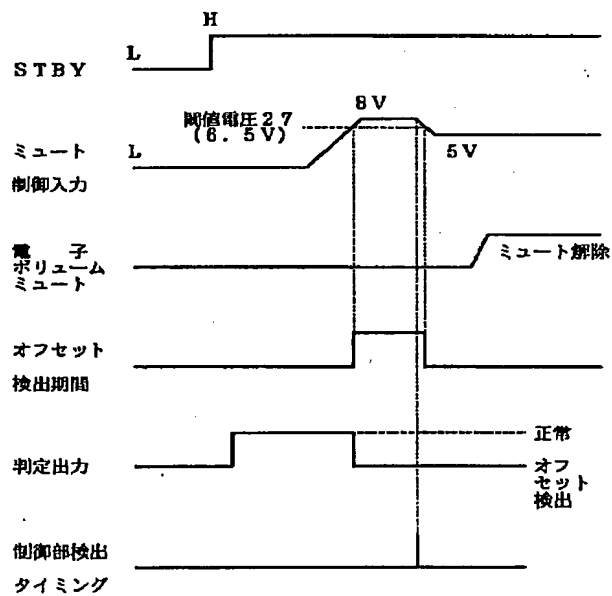 H
L
STBY
8V
閾値電圧27
(6.5V)
ミュート
制御入力
L
5V
電 子
ボリューム
ミュート
ミュート解除
オフセット
検出期間
正常
判定出力
オフ
セット
検出
制御部検出
タイミング